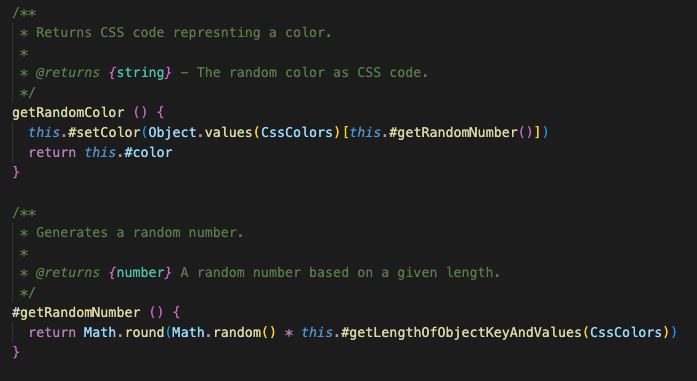 /**
 * Returns CSS code represnting a color.
 *
 * @returns {string} - The random color as CSS code.
 */
getRandomColor () {
  this.#setColor(Object.values(CssColors)[this.#getRandomNumber()])
  return this.#color
}

/**
 * Generates a random number.
 *
 * @returns {number} A random number based on a given length.
 */
#getRandomNumber () {
  return Math.round(Math.random() * this.#getLengthOfObjectKeyAndValues(CssColors))
}